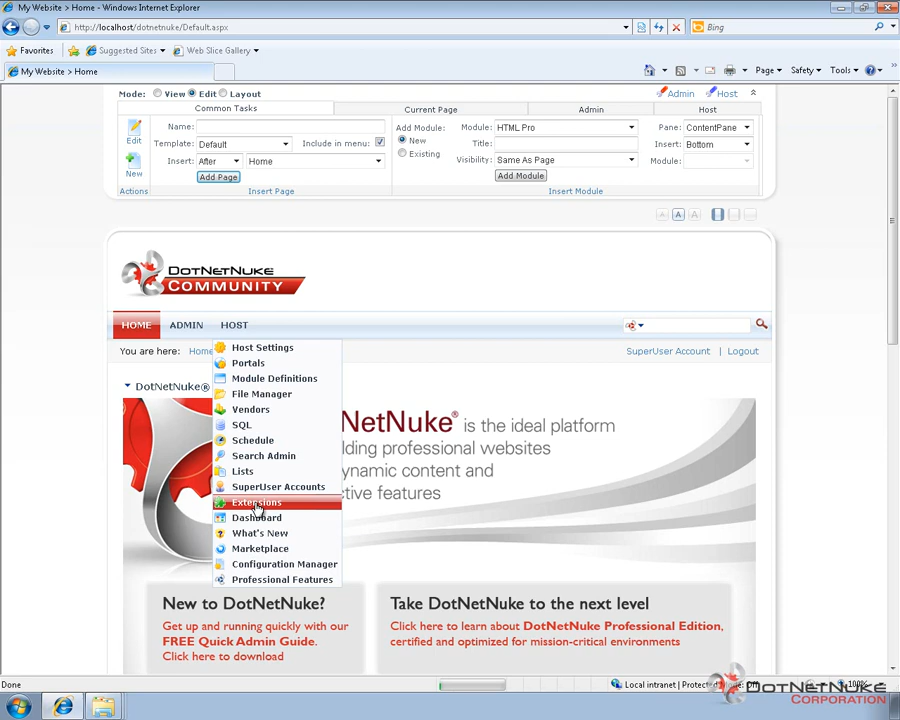 My Website > Home - Windows Internet Explorer
http://localhost/dotnetnuke/Default.aspx
Bing
Favorites
Suggested Sites
Web Slice Gallery
My Website > Home
Page
Safety
Tools
Mode: View Edit Layout
Admin
Host
Common Tasks
Current Page
Admin
Host
Edit
New
Actions
Name:
Template: Default
Include in menu:
Insert: After
Home
Add Page
Insert Page
Add Module:
New
Existing
Module: HTML Pro
Title:
Visibility: Same As Page
Add Module
Insert Module
Pane: ContentPane
Insert: Bottom
Module:
A A A
DOTNETNUKE
COMMUNITY
HOME
ADMIN
HOST
You are here: Home
SuperUser Account | Logout
Host Settings
Portals
Module Definitions
File Manager
Vendors
SQL
Schedule
Search Admin
Lists
SuperUser Accounts
Extensions
Dashboard
What's New
Marketplace
Configuration Manager
Professional Features
DotNetNuke®
NetNuke® is the ideal platform
ding professional websites
ynamic content and
ctive features
New to DotNetNuke?
Get up and running quickly with our
FREE Quick Admin Guide.
Click here to download
Take DotNetNuke to the next level
Click here to learn about DotNetNuke Professional Edition,
certified and optimized for mission-critical environments
Done
Local intranet | Protected Mode: Off
100%
DOTNETNUKE
CORPORATION